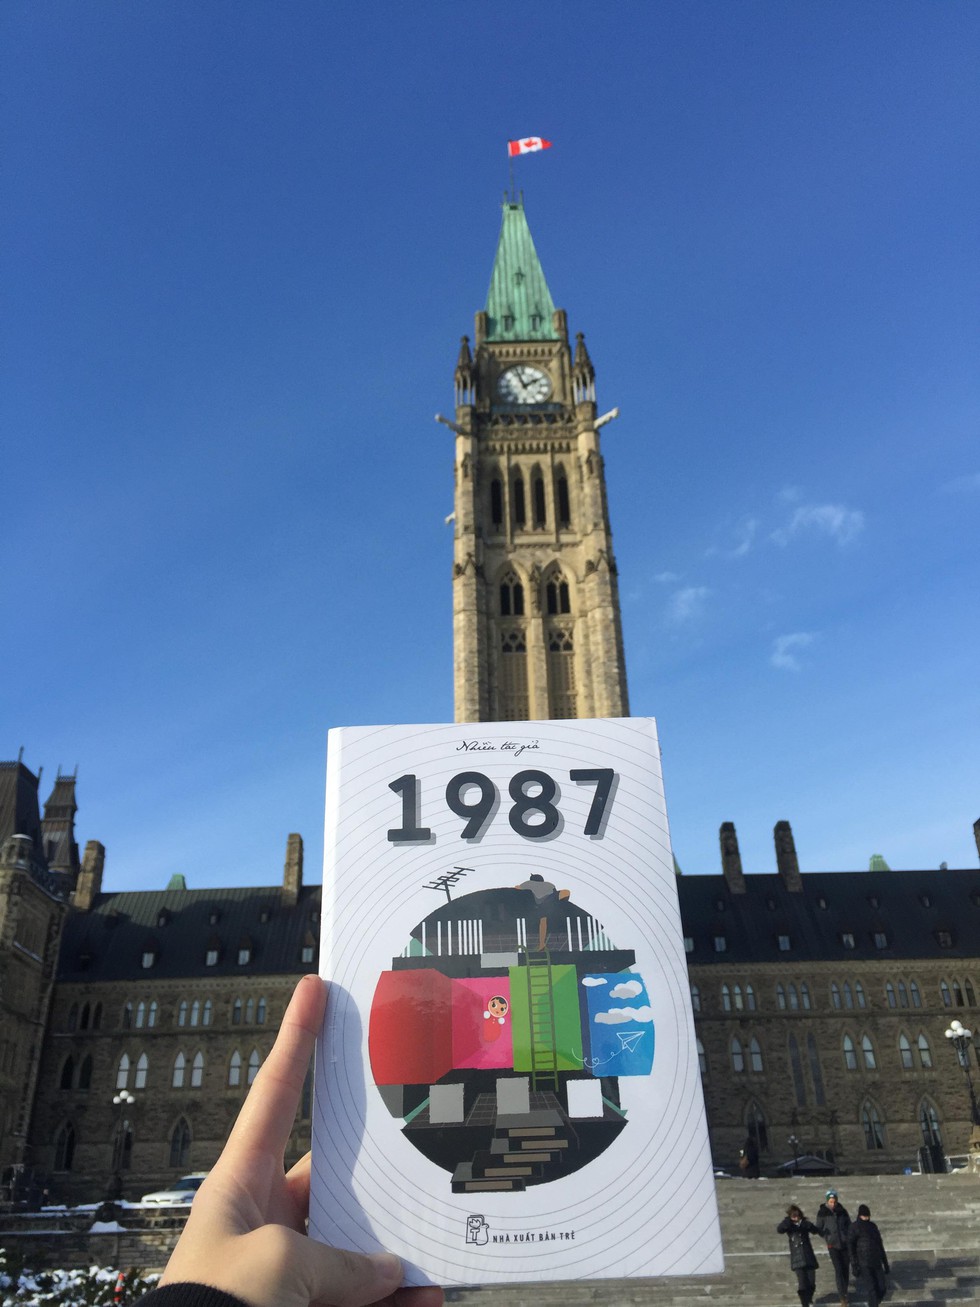 Nhiều tác giả
1987
NHÀ XUẤT BẢN TRẺ